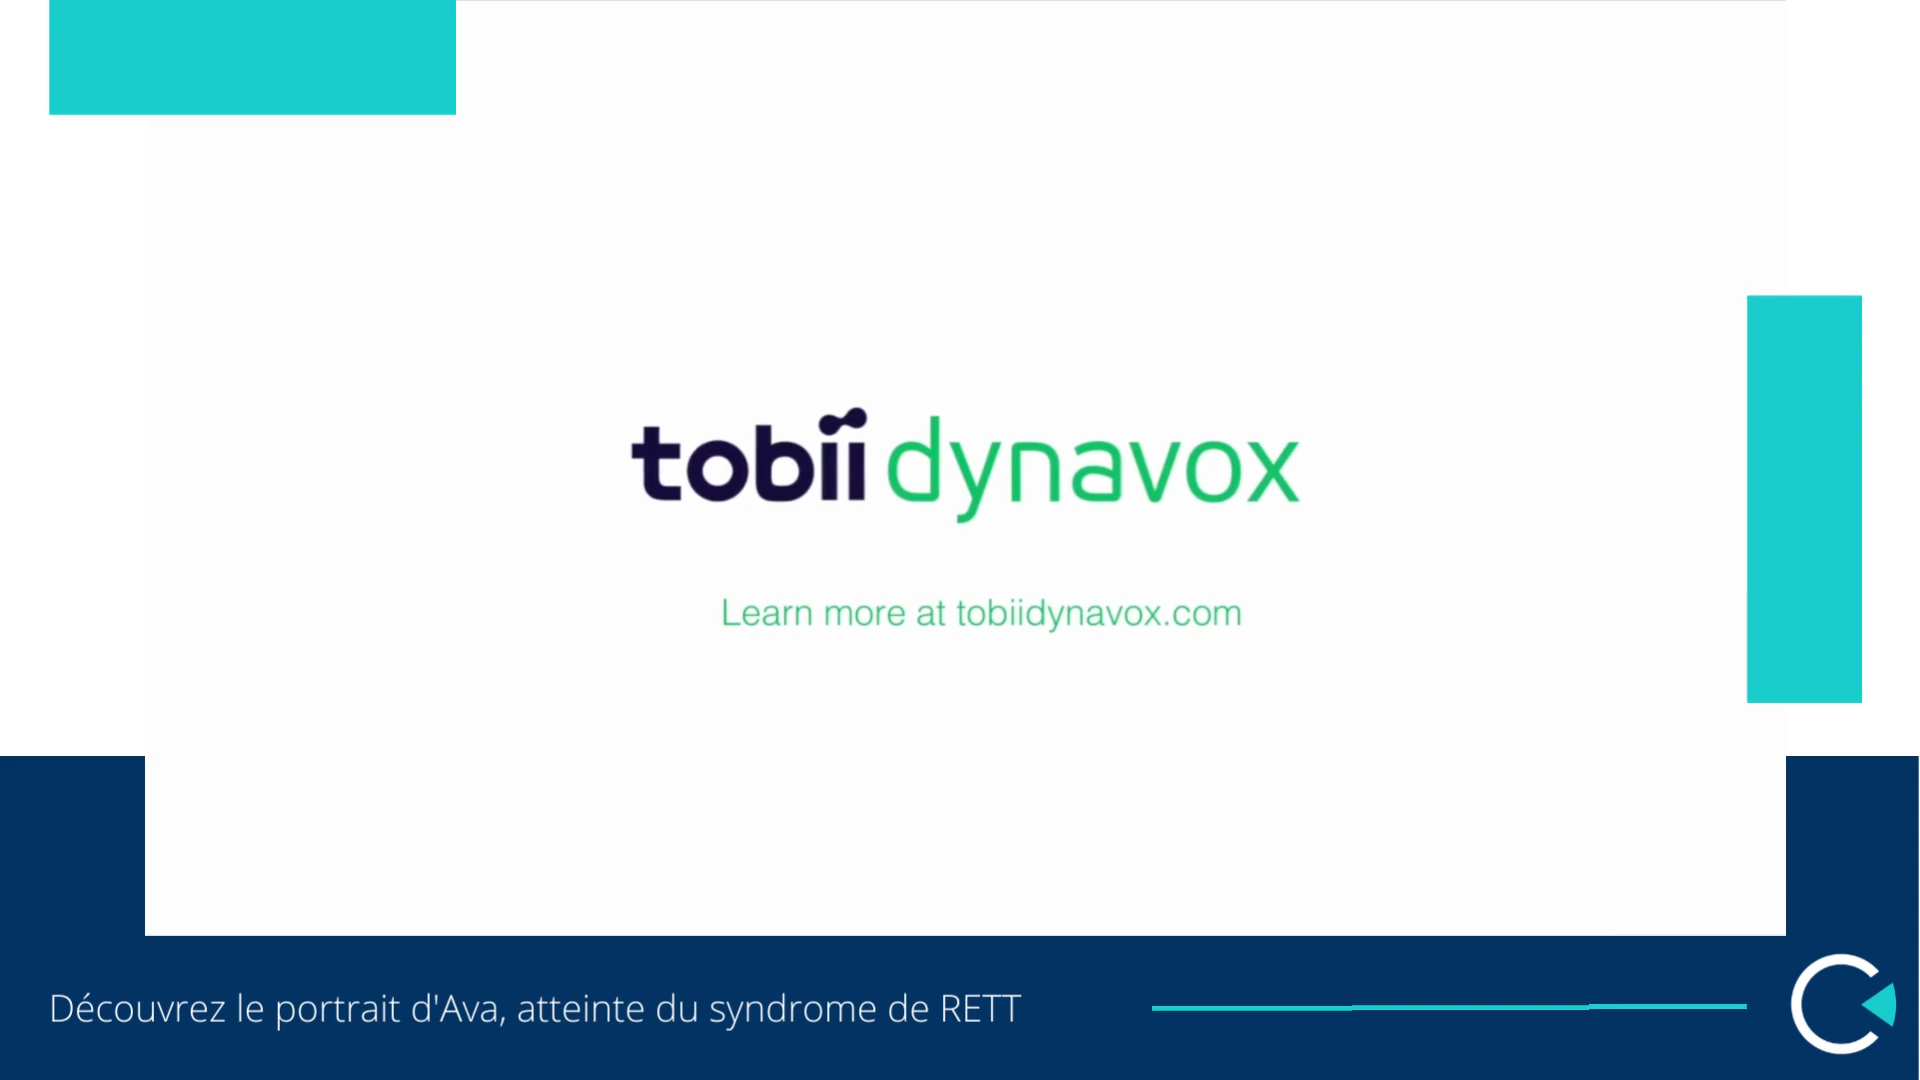 tobii dynavox
Learn more at tobiidynavox.com
Découvrez le portrait d'Ava, atteinte du syndrome de RETT